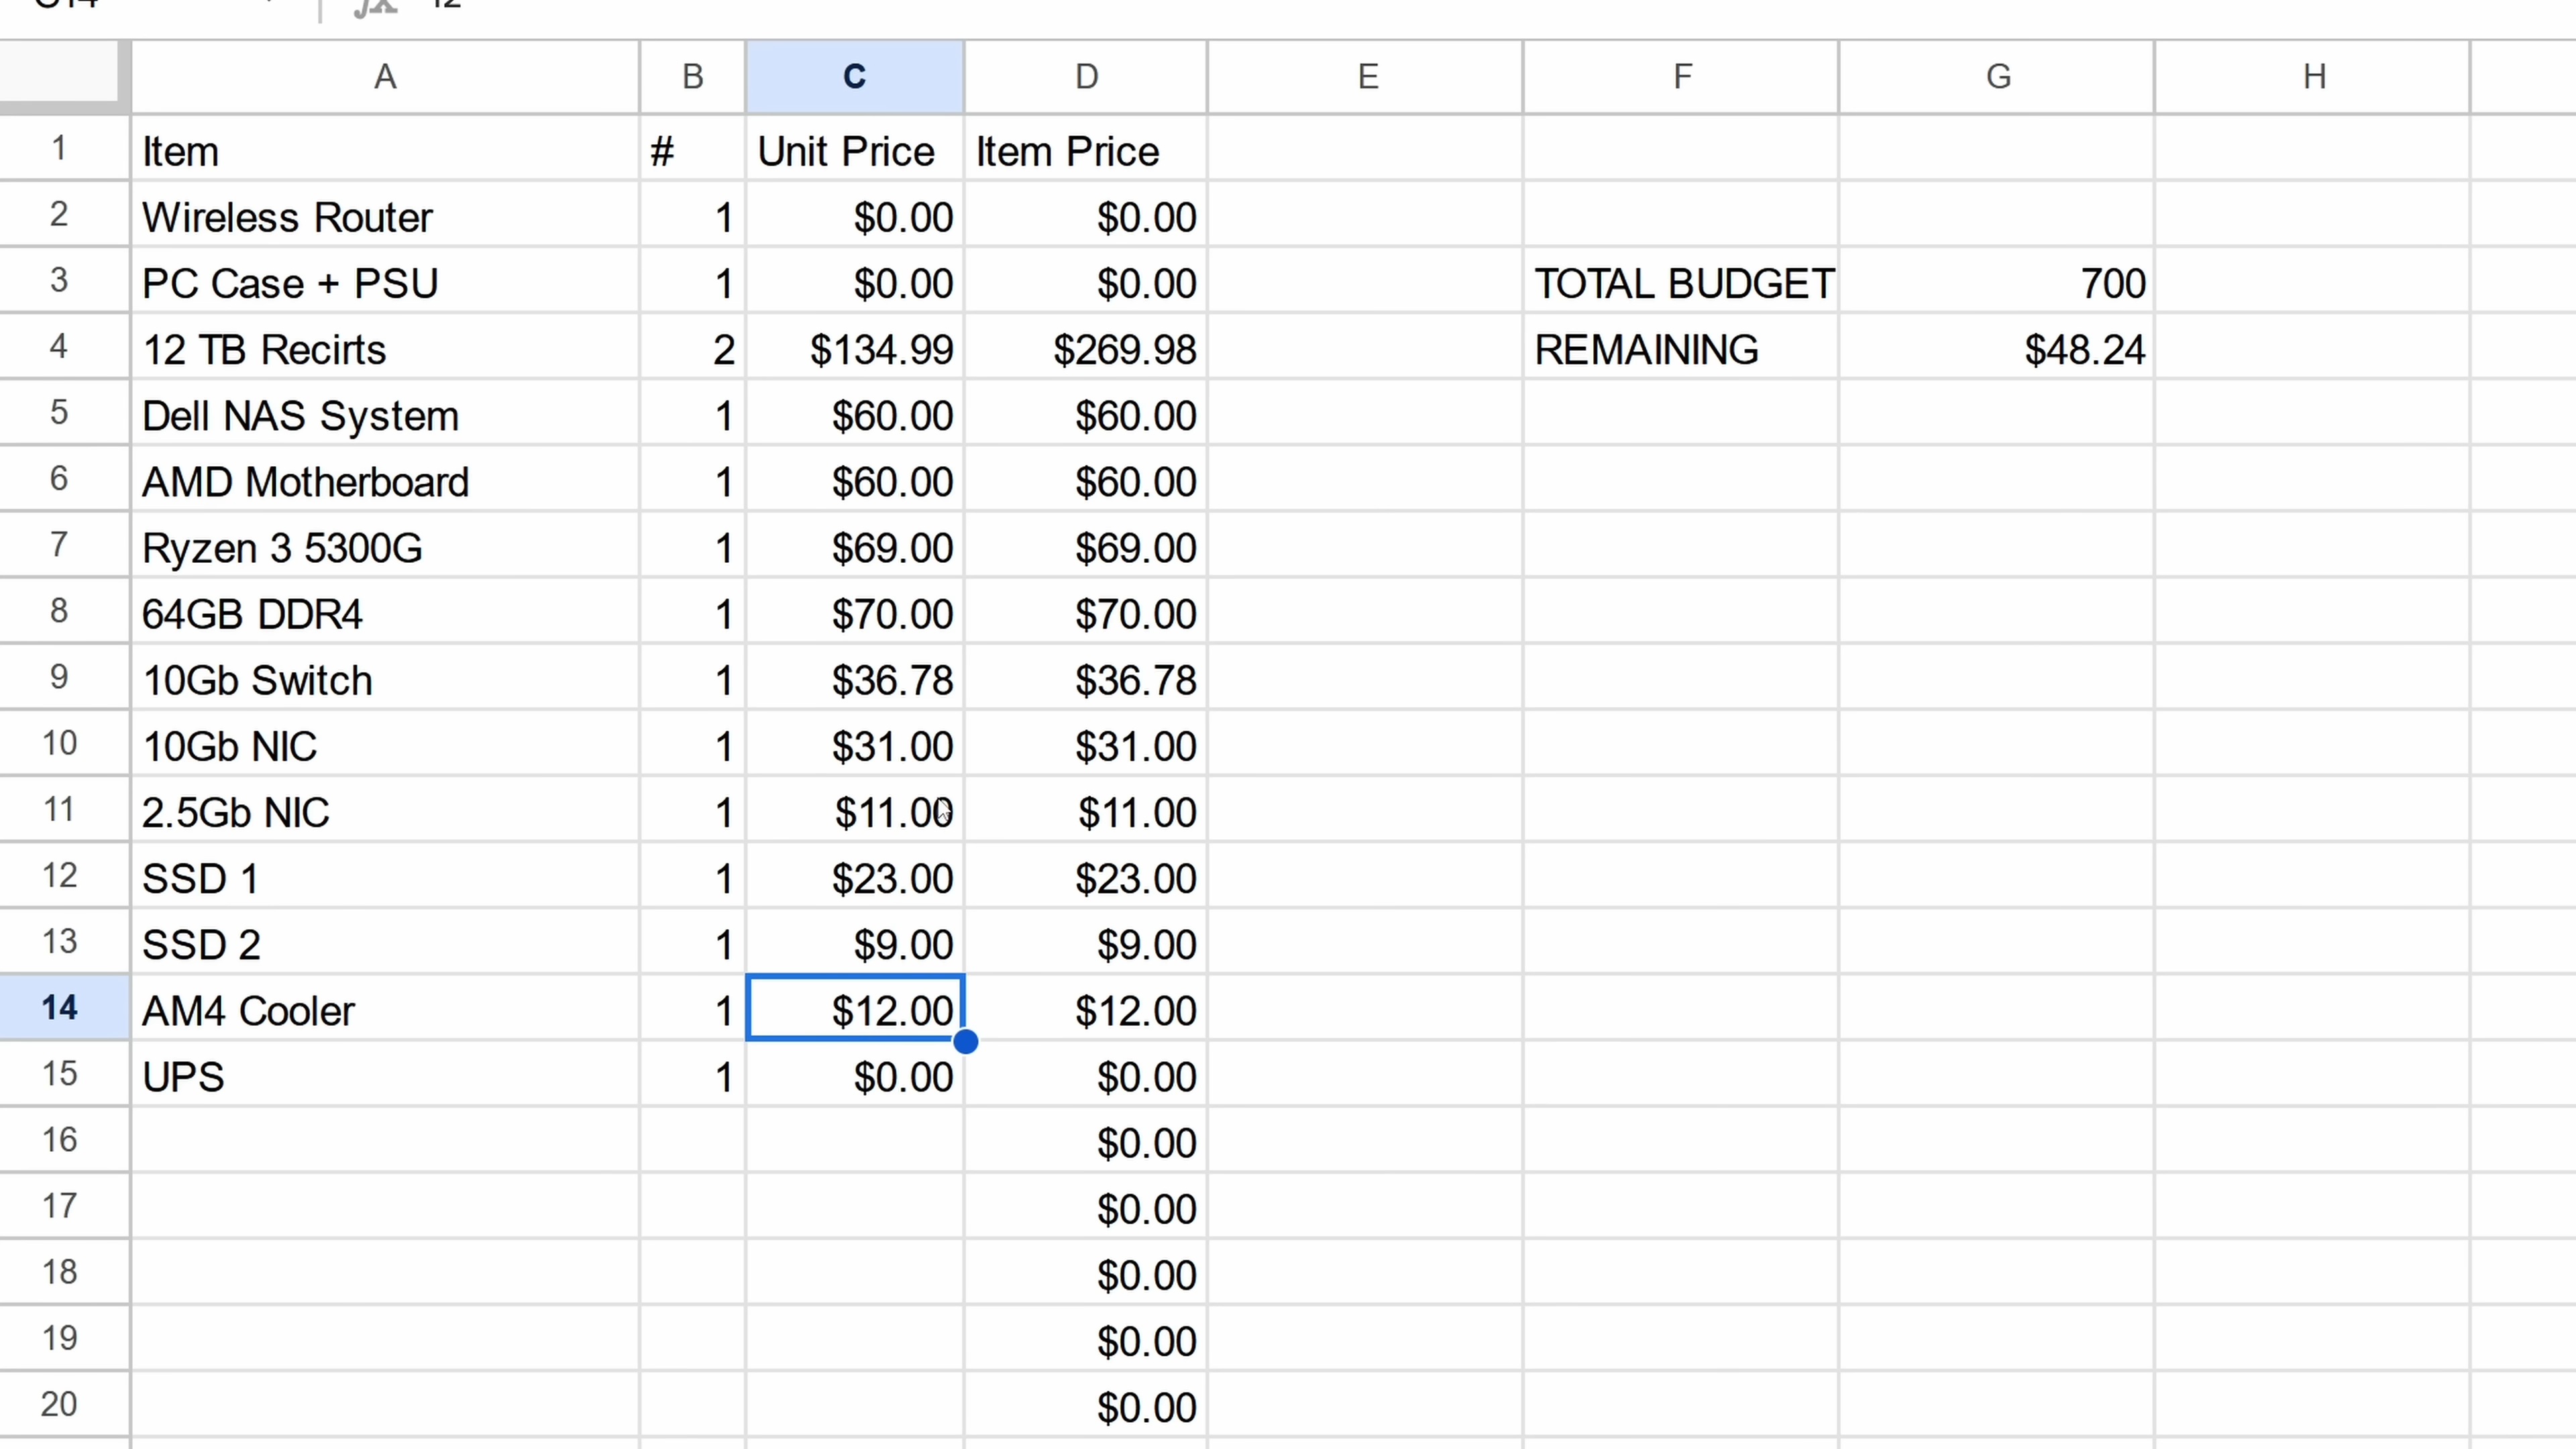 A B C D E F G H
1 Item # Unit Price Item Price
2 Wireless Router 1 $0.00 $0.00
3 PC Case + PSU 1 $0.00 $0.00 TOTAL BUDGET 700
4 12 TB Recirts 2 $134.99 $269.98 REMAINING $48.24
5 Dell NAS System 1 $60.00 $60.00
6 AMD Motherboard 1 $60.00 $60.00
7 Ryzen 3 5300G 1 $69.00 $69.00
8 64GB DDR4 1 $70.00 $70.00
9 10Gb Switch 1 $36.78 $36.78
10 10Gb NIC 1 $31.00 $31.00
11 2.5Gb NIC 1 $11.00 $11.00
12 SSD 1 1 $23.00 $23.00
13 SSD 2 1 $9.00 $9.00
14 AM4 Cooler 1 $12.00 $12.00
15 UPS 1 $0.00 $0.00
16 $0.00
17 $0.00
18 $0.00
19 $0.00
20 $0.00